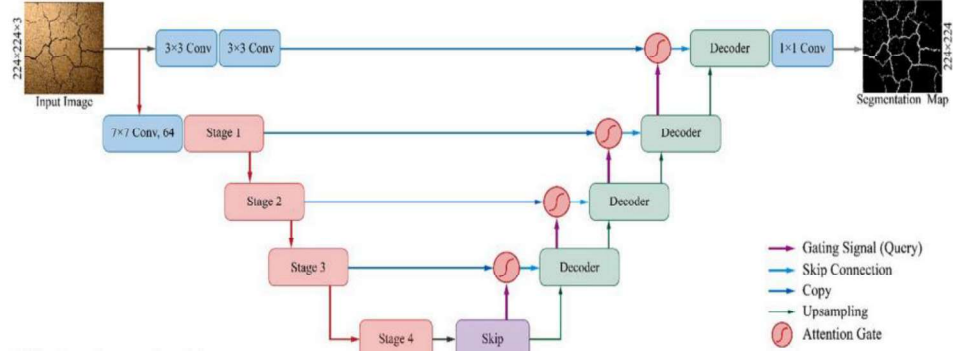 224×224×3
Input Image
3×3 Conv
3×3 Conv
Decoder
1×1 Conv
224×224
Segmentation Map
7×7 Conv, 64
Stage 1
Decoder
Stage 2
Decoder
Stage 3
Decoder
Stage 4
Skip
Gating Signal (Query)
Skip Connection
Copy
Upsampling
Attention Gate